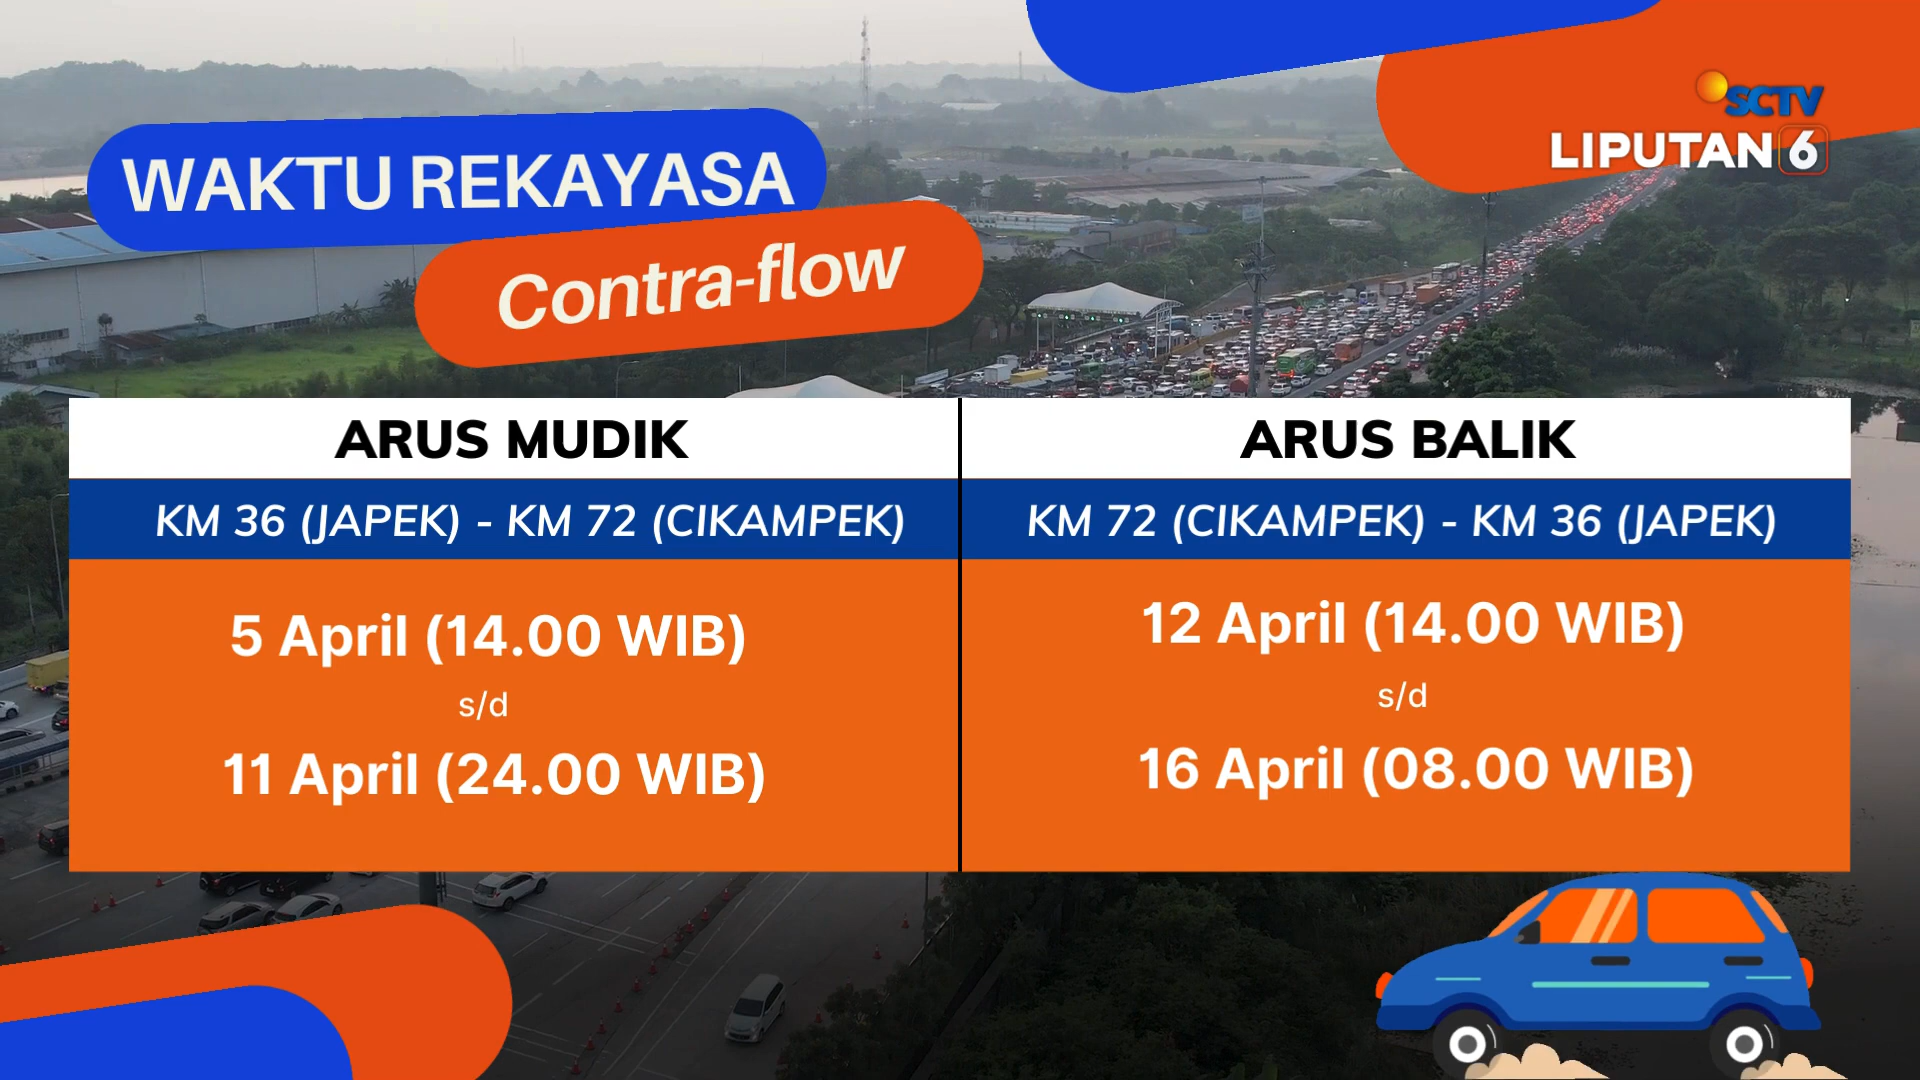 SCTV
LIPUTAN 6
WAKTU REKAYASA
Contra-flow
ARUS MUDIK
KM 36 (JAPEK) - KM 72 (CIKAMPEK)
5 April (14.00 WIB)
s/d
11 April (24.00 WIB)
ARUS BALIK
KM 72 (CIKAMPEK) - KM 36 (JAPEK)
12 April (14.00 WIB)
s/d
16 April (08.00 WIB)